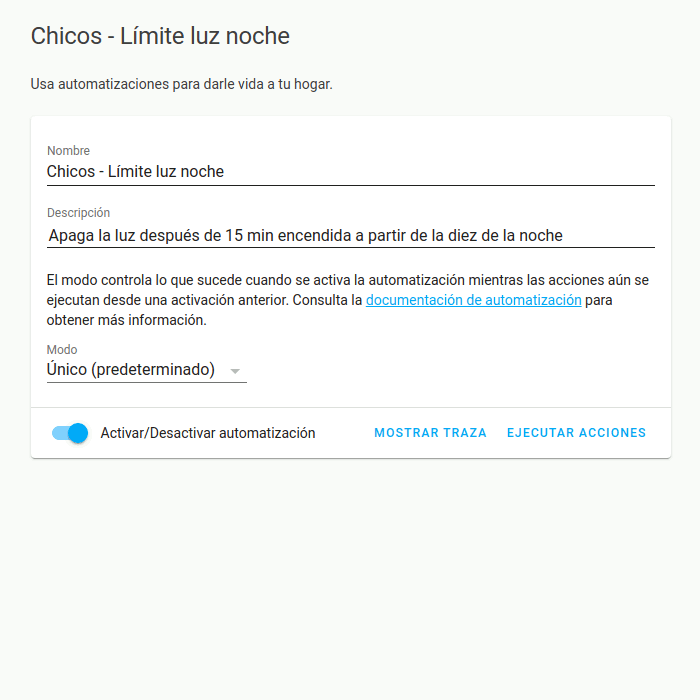 Chicos - Límite luz noche
Usa automatizaciones para darle vida a tu hogar.
Nombre
Chicos - Límite luz noche
Descripción
Apaga la luz después de 15 min encendida a partir de la diez de la noche
El modo controla lo que sucede cuando se activa la automatización mientras las acciones aún se
ejecutan desde una activación anterior. Consulta la documentación de automatización para
obtener más información.
Modo
Único (predeterminado)
Activar/Desactivar automatización
MOSTRAR TRAZA
EJECUTAR ACCIONES